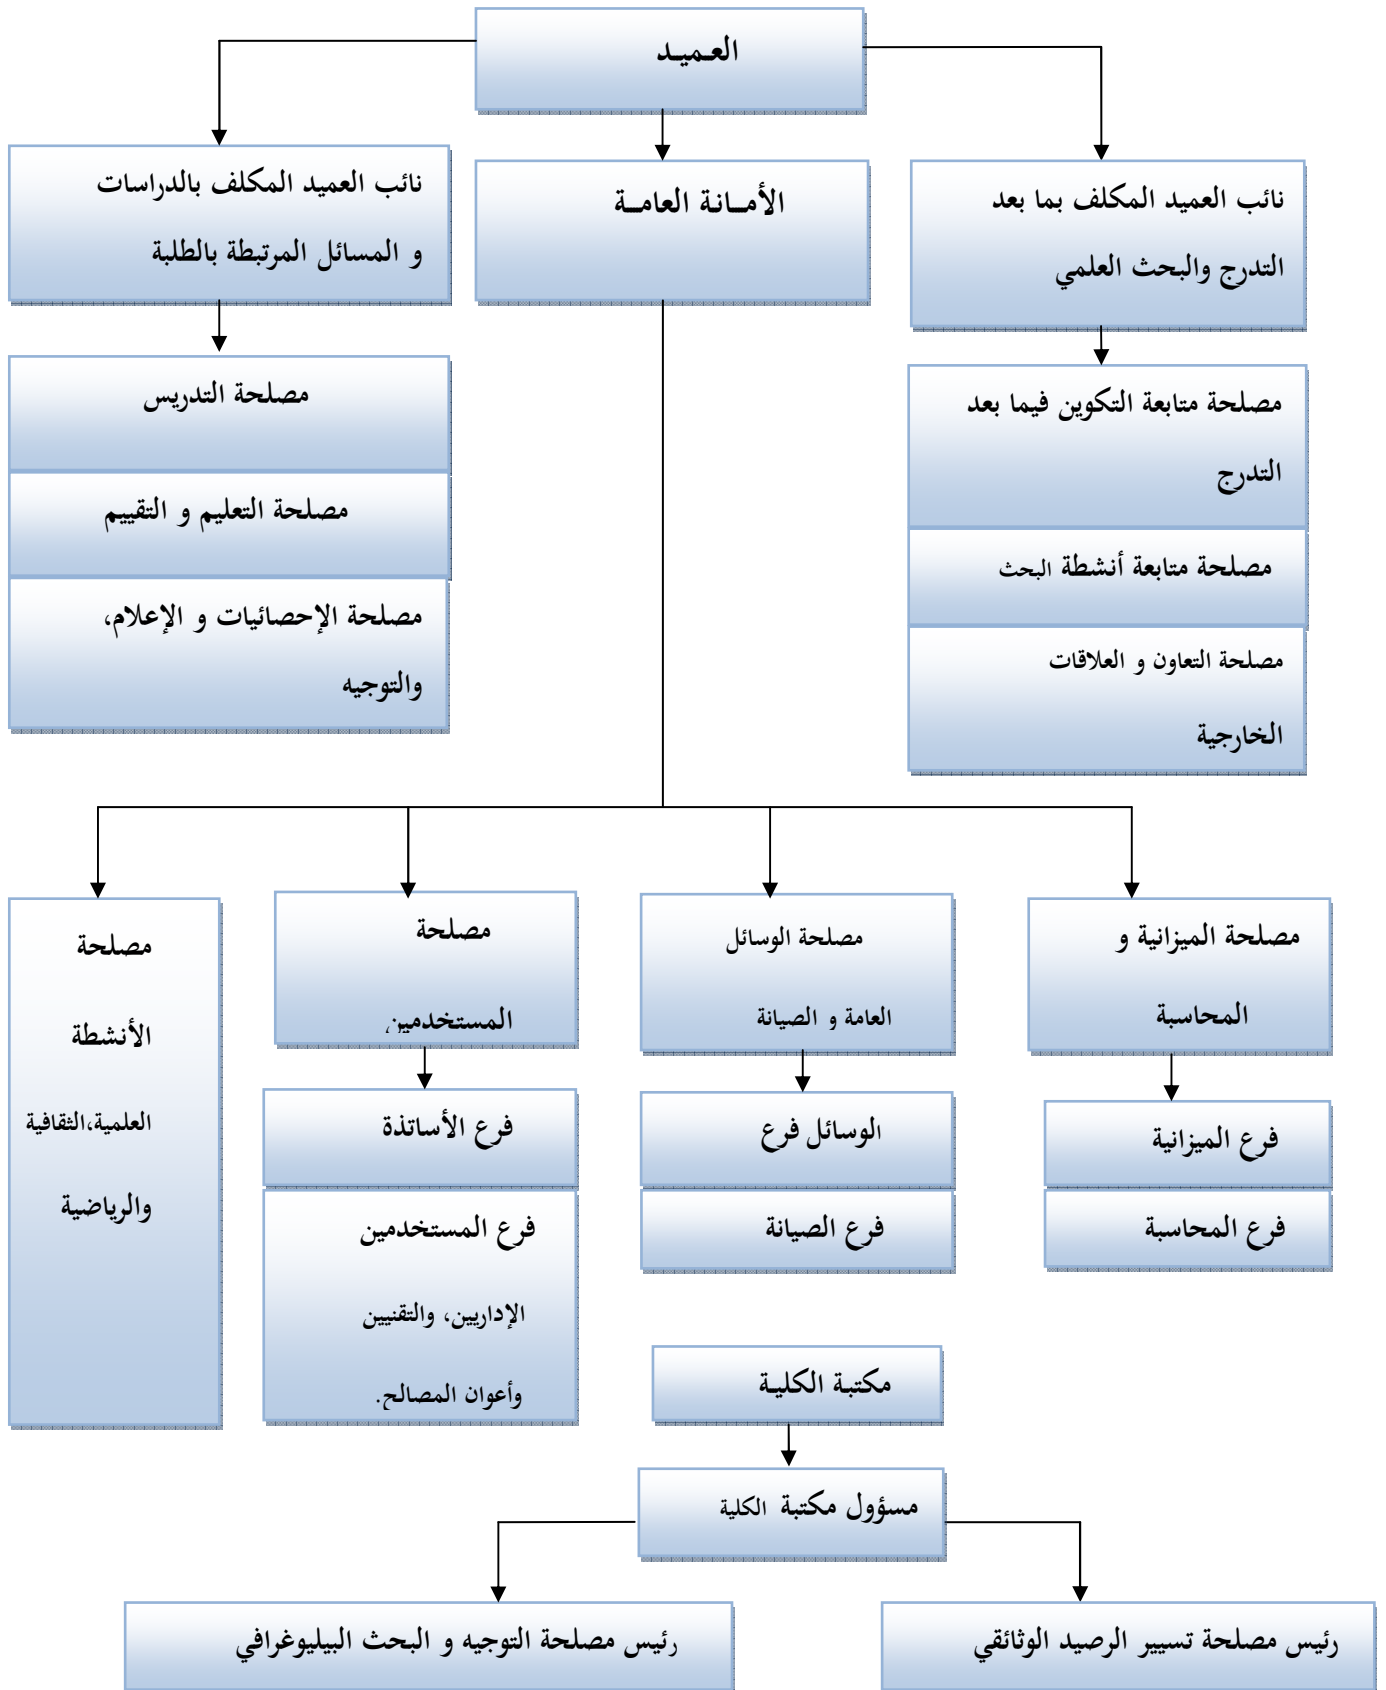 العـميـد
نائب العميد المكلف بما بعد
التدرج والبحث العلمي
الأمـانـة العامـة
نائب العميد المكلف بالدراسات
و المسائل المرتبطة بالطلبة
مصلحة متابعة التكوين فيما بعد
التدرج
مصلحة متابعة أنشطة البحث
مصلحة التعاون و العلاقات
الخارجية
مصلحة التدريس
مصلحة التعليم و التقييم
مصلحة الإحصائيات و الإعلام،
والتوجيه
مصلحة الميزانية و
المحاسبة
فرع الميزانية
فرع المحاسبة
مصلحة الوسائل
العامة و الصيانة
الوسائل فرع
فرع الصيانة
مصلحة
المستخدمين
فرع الأساتذة
فرع المستخدمين
الإداريين، والتقنيين
وأعوان المصالح.
مصلحة
الأنشطة
العلمية،الثقافية
والرياضية
مكتبة الكليـة
مسؤول مكتبة الكلية
رئيس مصلحة تسيير الرصيد الوثائقي
رئيس مصلحة التوجيه و البحث البيليوغرافي